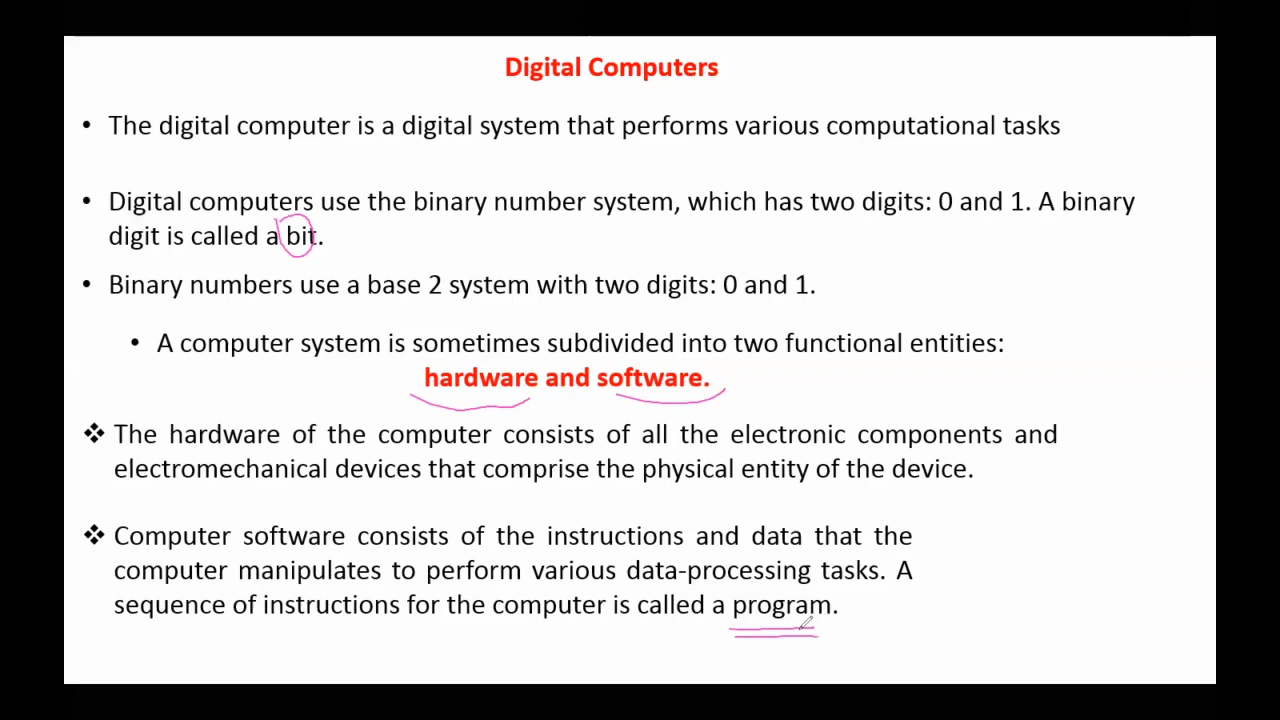 Digital Computers
• The digital computer is a digital system that performs various computational tasks
• Digital computers use the binary number system, which has two digits: 0 and 1. A binary
digit is called a bit.
• Binary numbers use a base 2 system with two digits: 0 and 1.
• A computer system is sometimes subdivided into two functional entities:
hardware and software.
❖ The hardware of the computer consists of all the electronic components and
electromechanical devices that comprise the physical entity of the device.
❖ Computer software consists of the instructions and data that the
computer manipulates to perform various data-processing tasks. A
sequence of instructions for the computer is called a program.